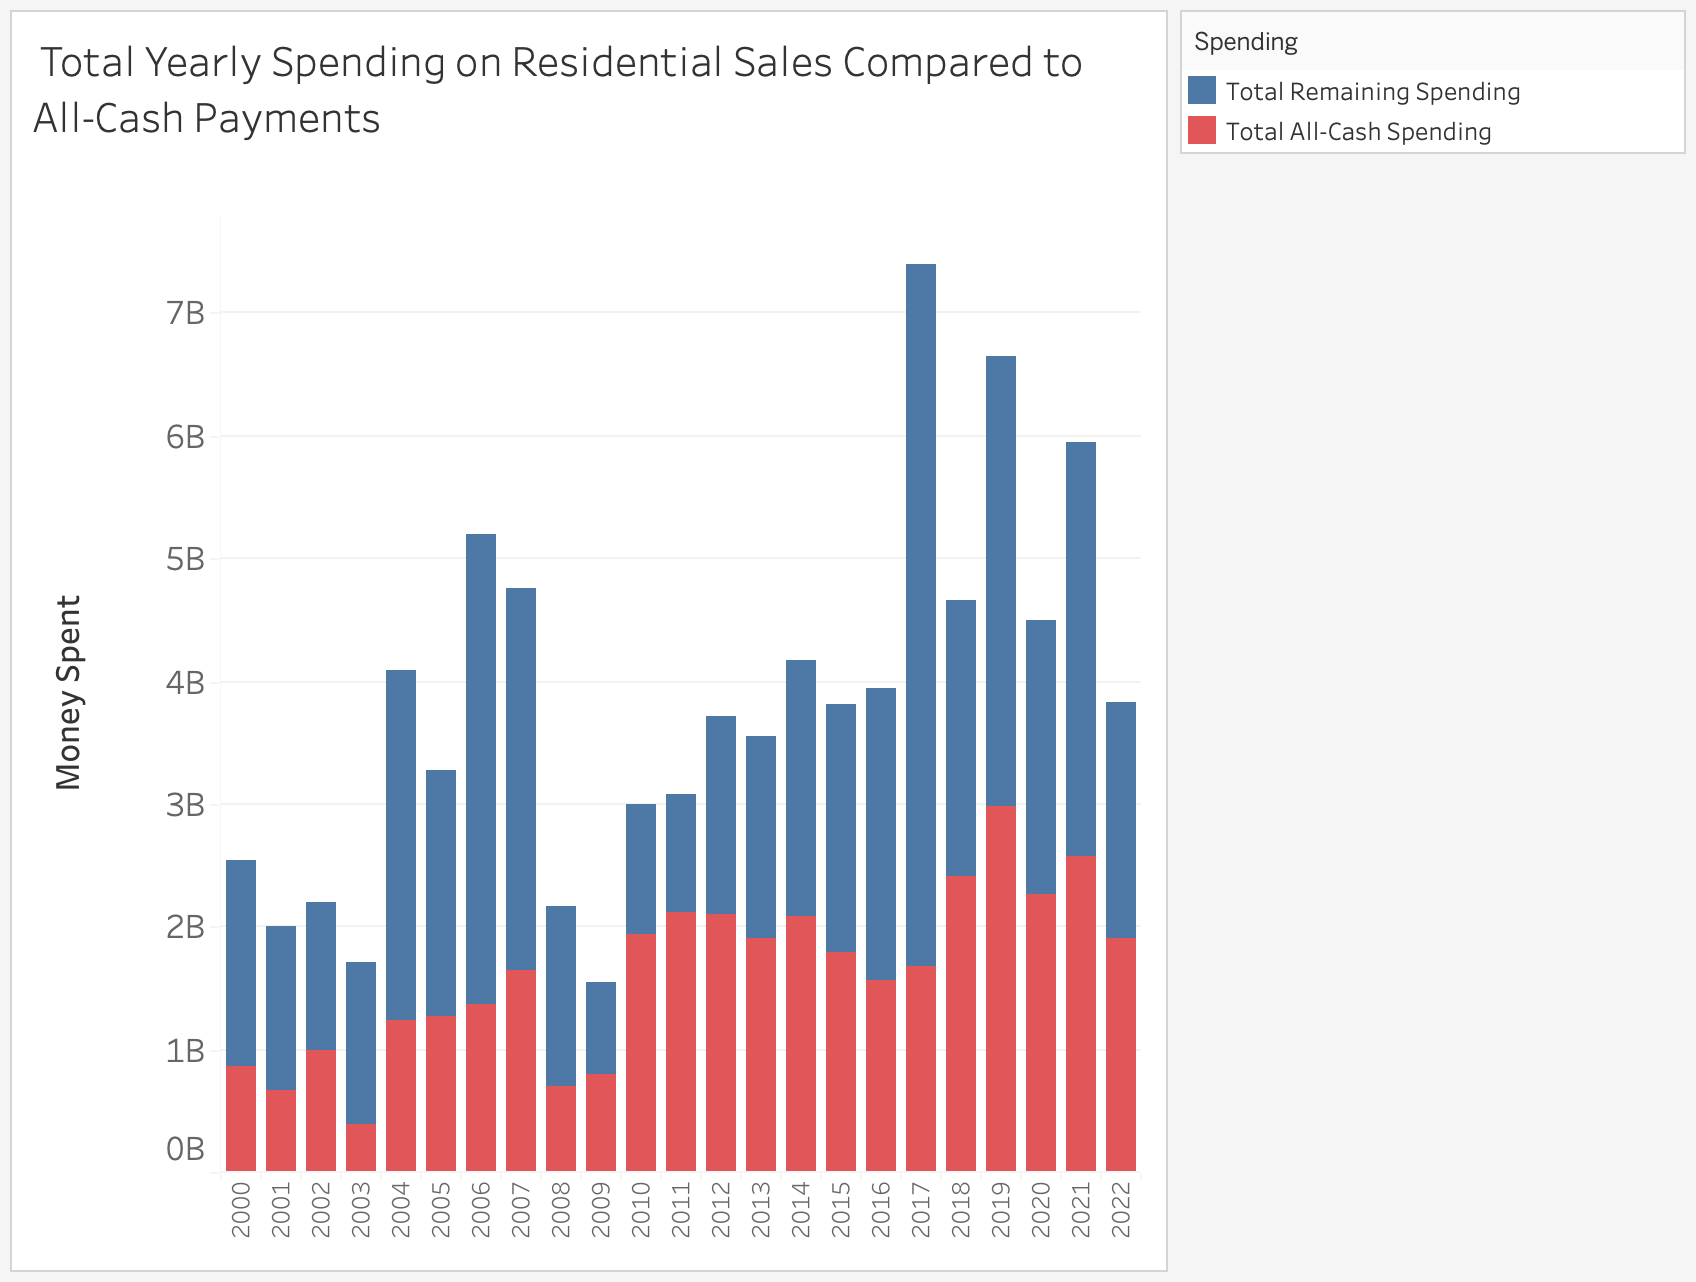 Total Yearly Spending on Residential Sales Compared to
All-Cash Payments
Spending
Total Remaining Spending
Total All-Cash Spending
Money Spent
7B
6B
5B
4B
3B
2B
1B
0B
2000
2001
2002
2003
2004
2005
2006
2007
2008
2009
2010
2011
2012
2013
2014
2015
2016
2017
2018
2019
2020
2021
2022